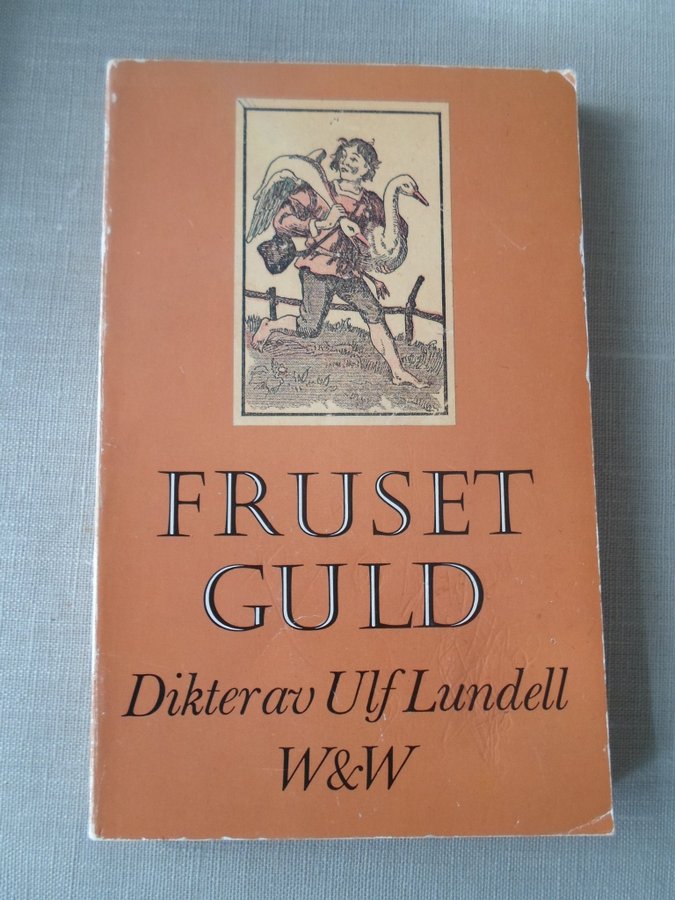 FRUSET
GULD
Dikter av Ulf Lundell
W&W